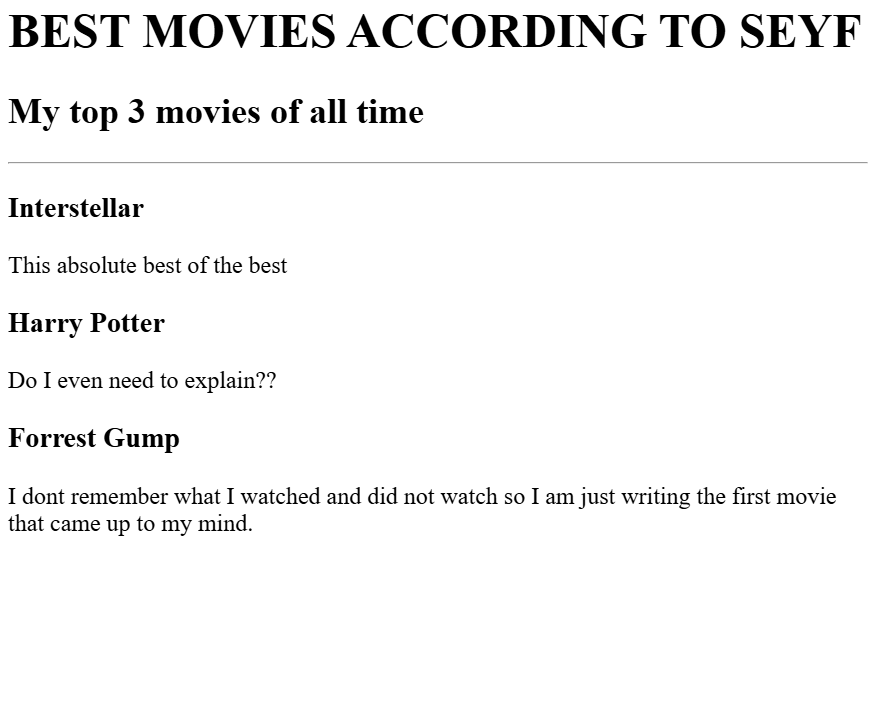 BEST MOVIES ACCORDING TO SEYF
My top 3 movies of all time
Interstellar
This absolute best of the best
Harry Potter
Do I even need to explain??
Forrest Gump
I dont remember what I watched and did not watch so I am just writing the first movie
that came up to my mind.